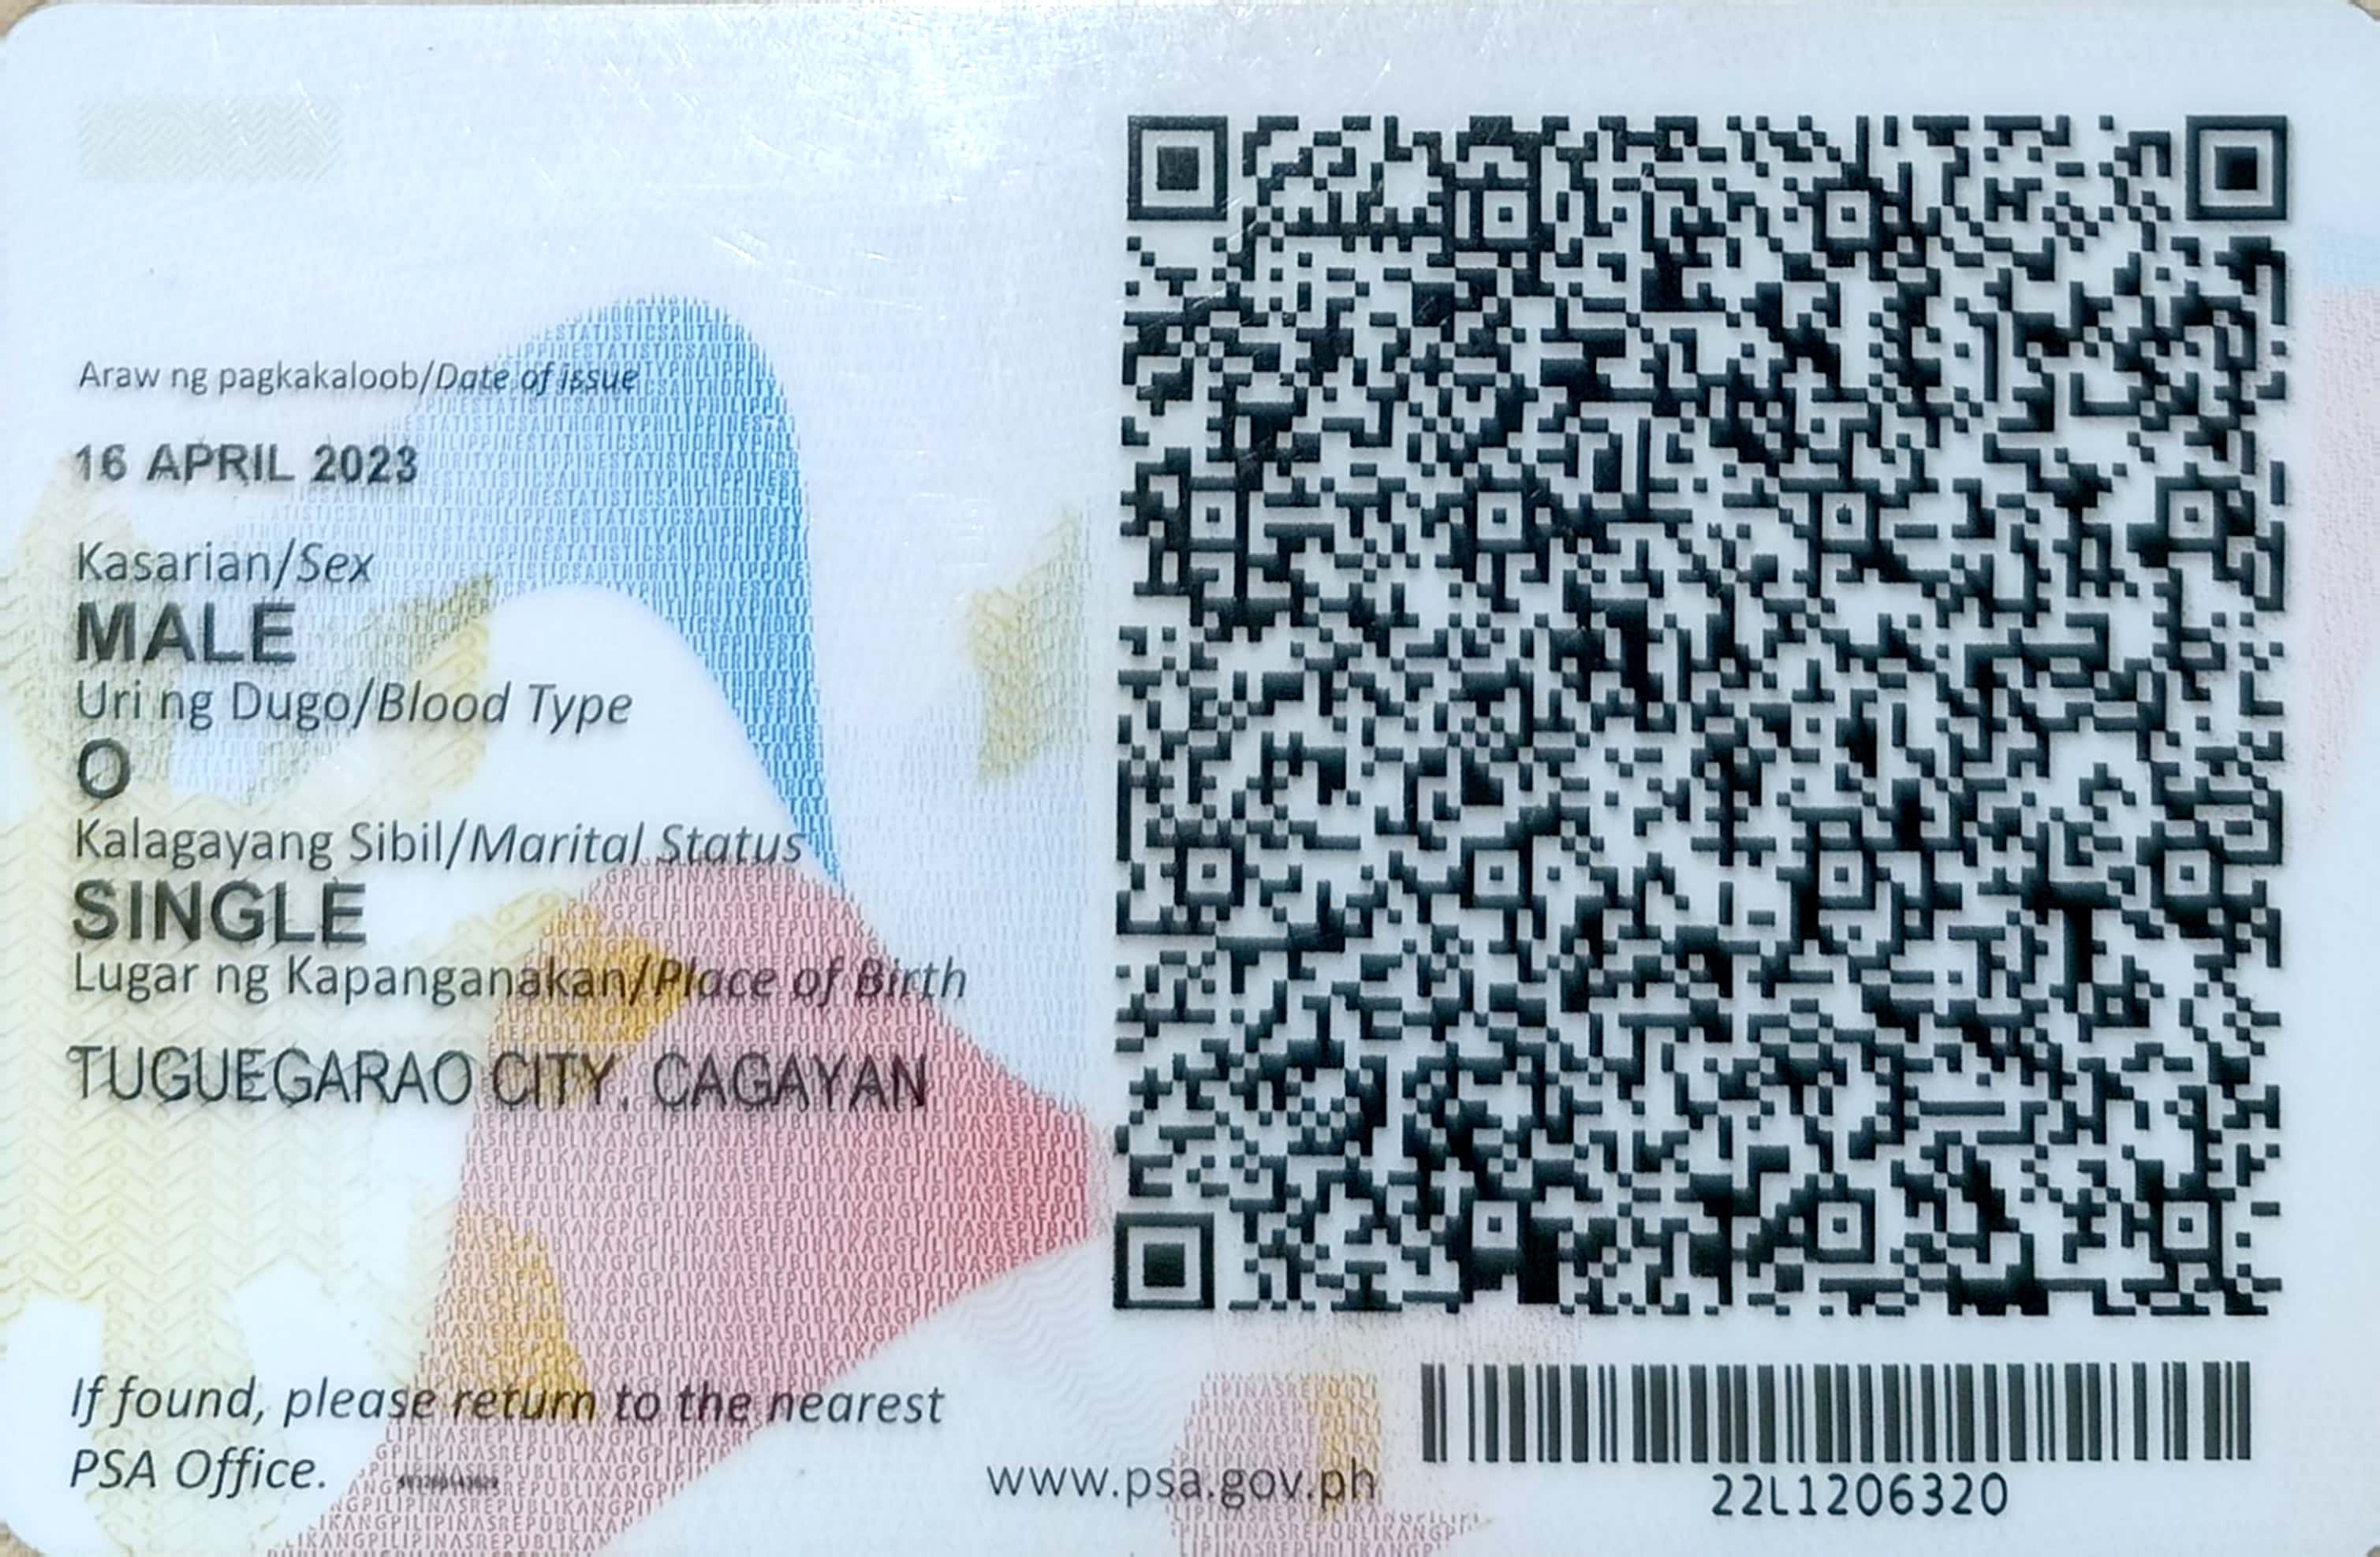 Araw ng pagkakaloob/Date of issue
16 APRIL 2023
Kasarian/Sex
MALE
Uri ng Dugo/Blood Type
O
Kalagayang Sibil/Marital Status
SINGLE
Lugar ng Kapanganakan/Place of Birth
TUGUEGARAO CITY, CAGAYAN
If found, please return to the nearest
PSA Office.
www.psa.gov.ph
22L1206320